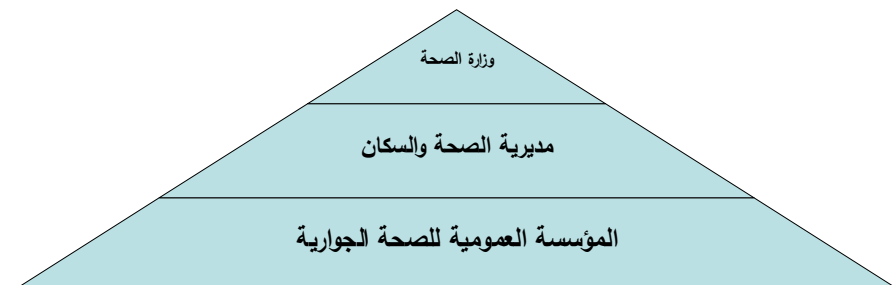 وزارة الصحة
مديرية الصحة والسكان
المؤسسة العمومية للصحة الجوارية